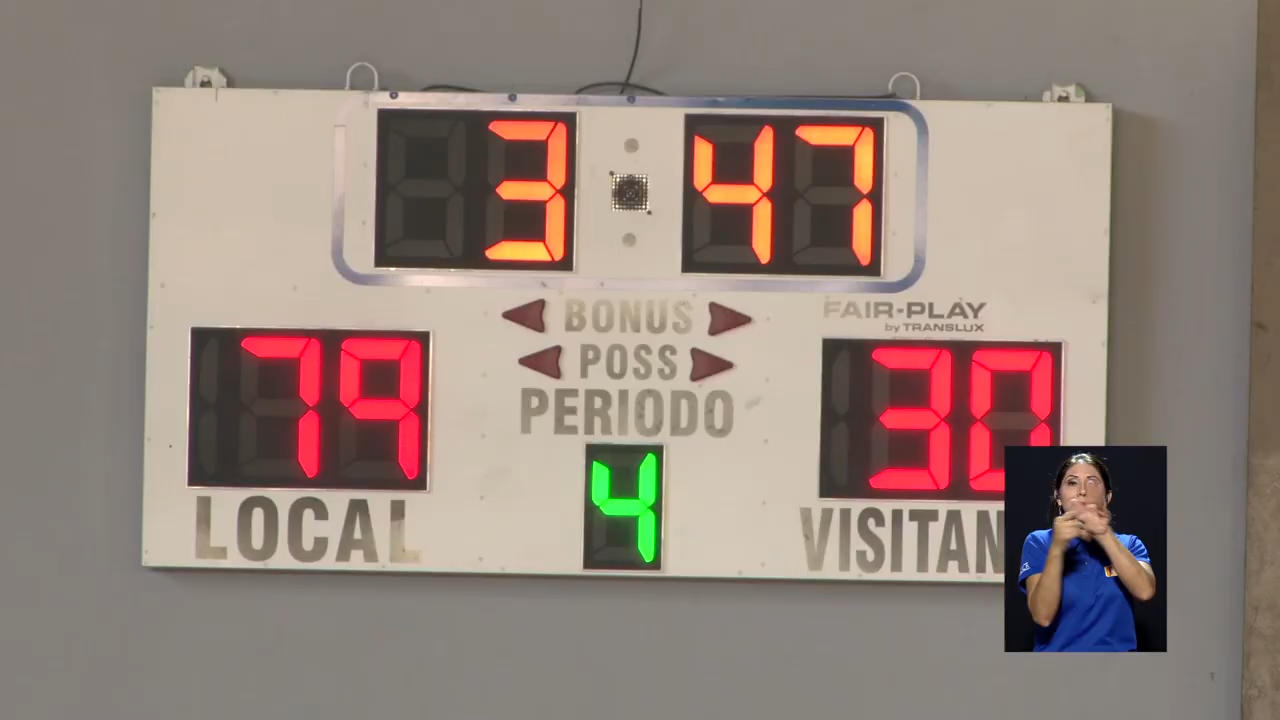 3 47
BONUS
FAIR-PLAY
by TRANSLUX
POSS
PERIODO
79
30
4
LOCAL
VISITAN